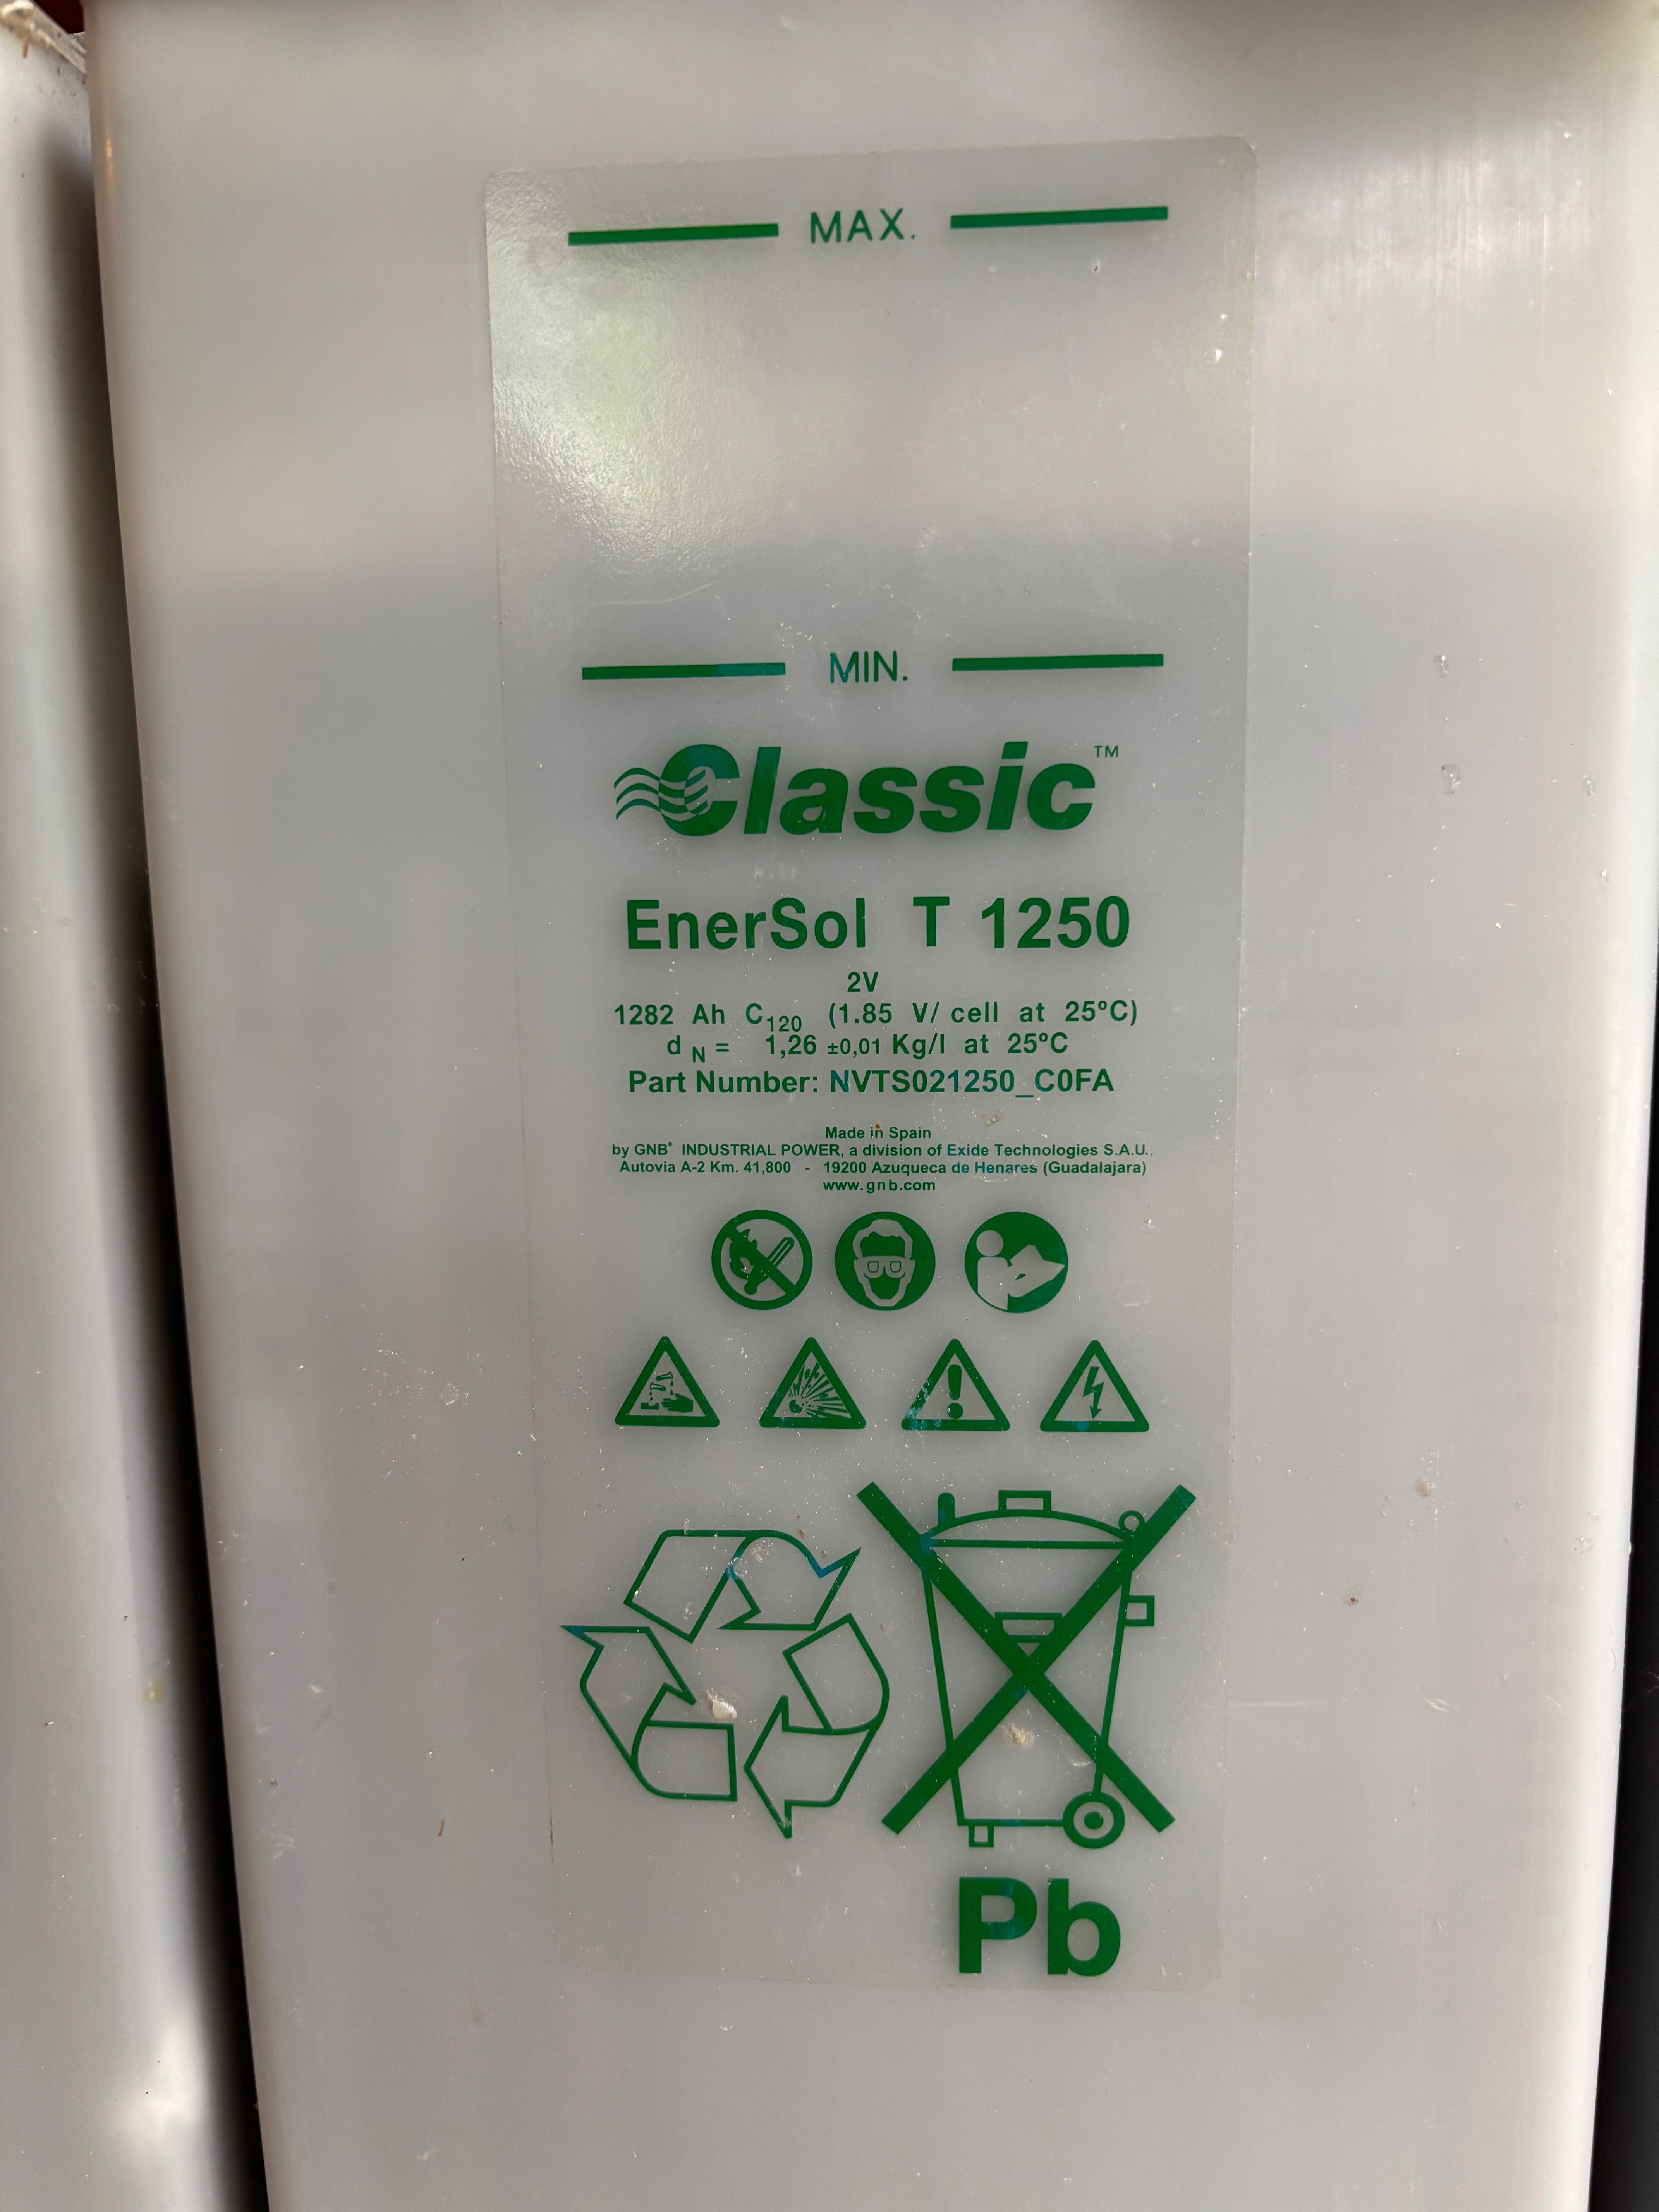 MAX.
MIN.
Classic™
EnerSol T 1250
2V
1282 Ah C₁₂₀ (1.85 V/ cell at 25ºC)
d N = 1,26 ±0,01 Kg/l at 25ºC
Part Number: NVTS021250_C0FA
Made in Spain
by GNB® INDUSTRIAL POWER, a division of Exide Technologies S.A.U.,
Autovia A-2 Km. 41,800 - 19200 Azuqueca de Henares (Guadalajara)
www.gnb.com
Pb